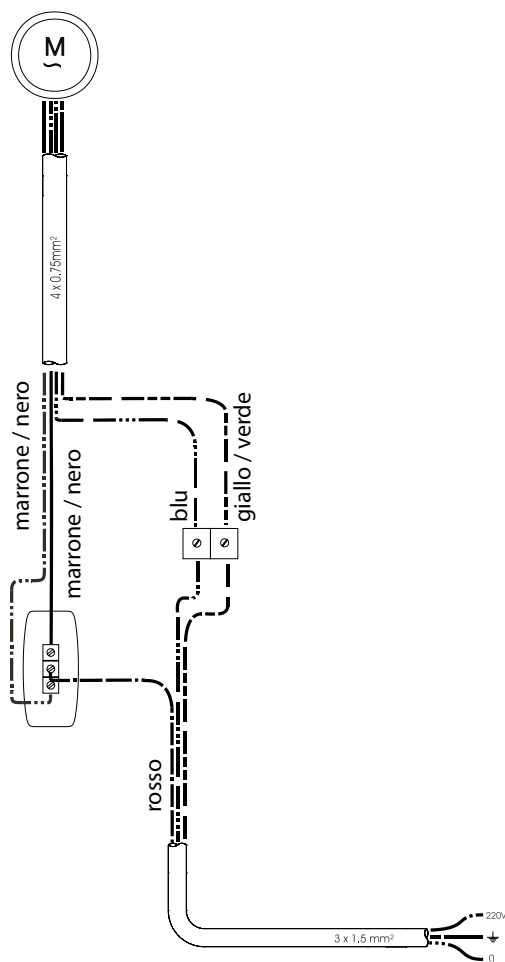 M
4 x 0.75mm²
marrone / nero
marrone / nero
blu
giallo / verde
rosso
3 x 1.5 mm²
220V
0